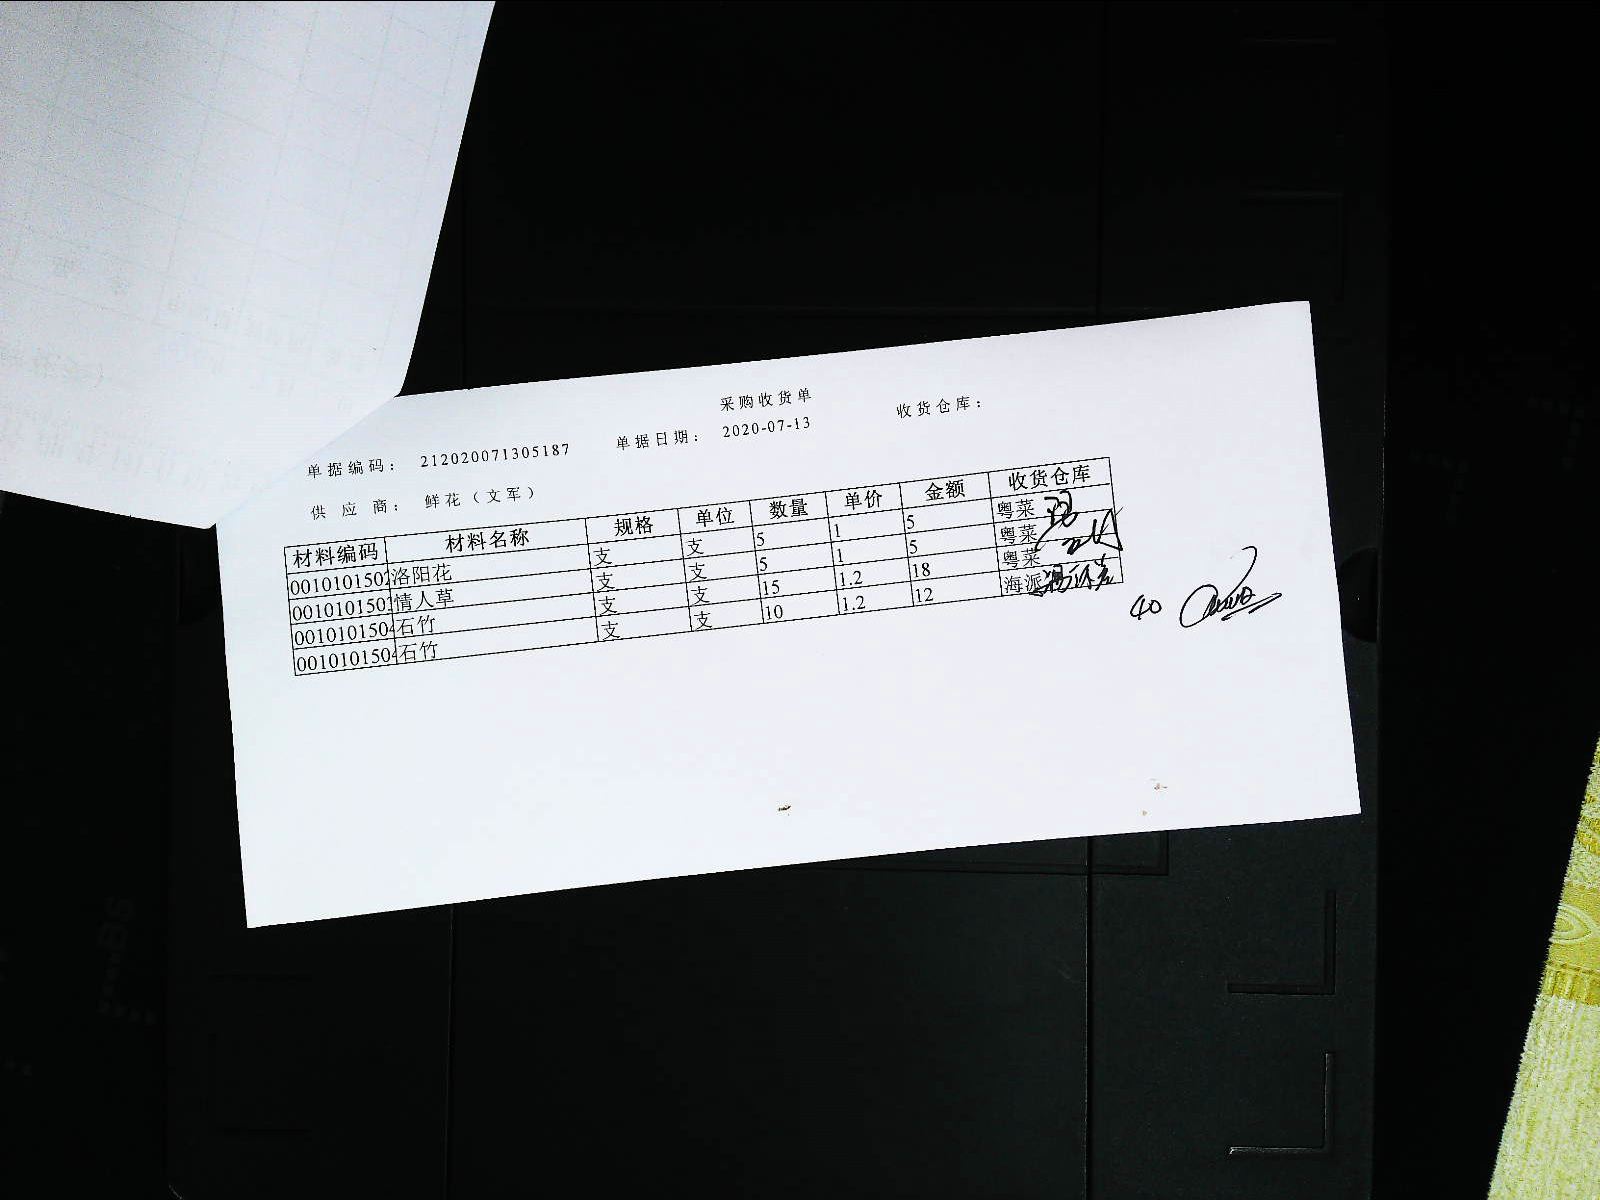 采购收货单
单据编码： 212020071305187 单据日期： 2020-07-13 收货仓库：
供 应 商： 鲜花（文军）
材料编码 材料名称 规格 单位 数量 单价 金额 收货仓库
0010101502 洛阳花 支 支 5 1 5 粤菜
001010150 情人草 支 支 5 1 5 粤菜
0010101504 石竹 支 支 15 1.2 18 粤菜
0010101504 石竹 支 支 10 1.2 12 海派
40